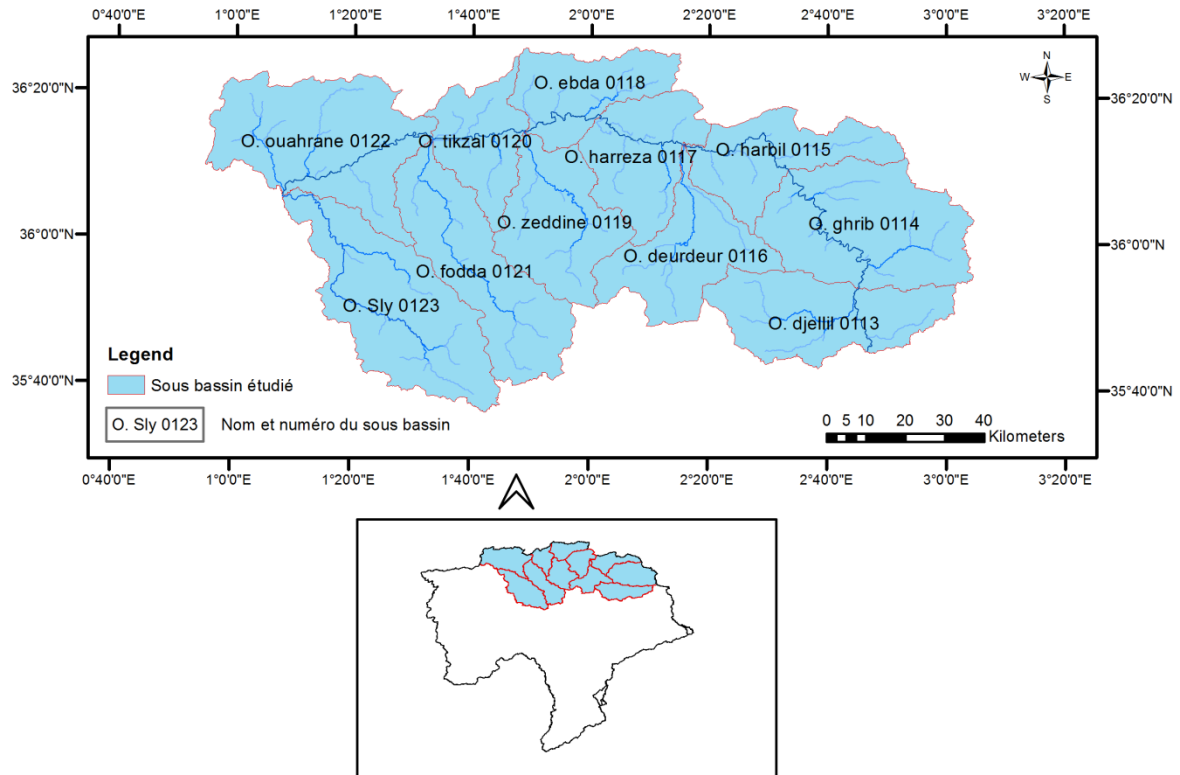 0°40'0"E 1°0'0"E 1°20'0"E 1°40'0"E 2°0'0"E 2°20'0"E 2°40'0"E 3°0'0"E 3°20'0"E
N
W E
S
36°20'0"N
36°20'0"N
O. ebda 0118
O. ouahrane 0122
O. tikzal 0120
O. harreza 0117
O. harbil 0115
36°0'0"N
36°0'0"N
O. zeddine 0119
O. ghrib 0114
O. fodda 0121
O. deurdeur 0116
O. Sly 0123
O. djellil 0113
Legend
Sous bassin étudié
35°40'0"N
35°40'0"N
O. Sly 0123 Nom et numéro du sous bassin
0 5 10 20 30 40
Kilometers
0°40'0"E 1°0'0"E 1°20'0"E 1°40'0"E 2°0'0"E 2°20'0"E 2°40'0"E 3°0'0"E 3°20'0"E